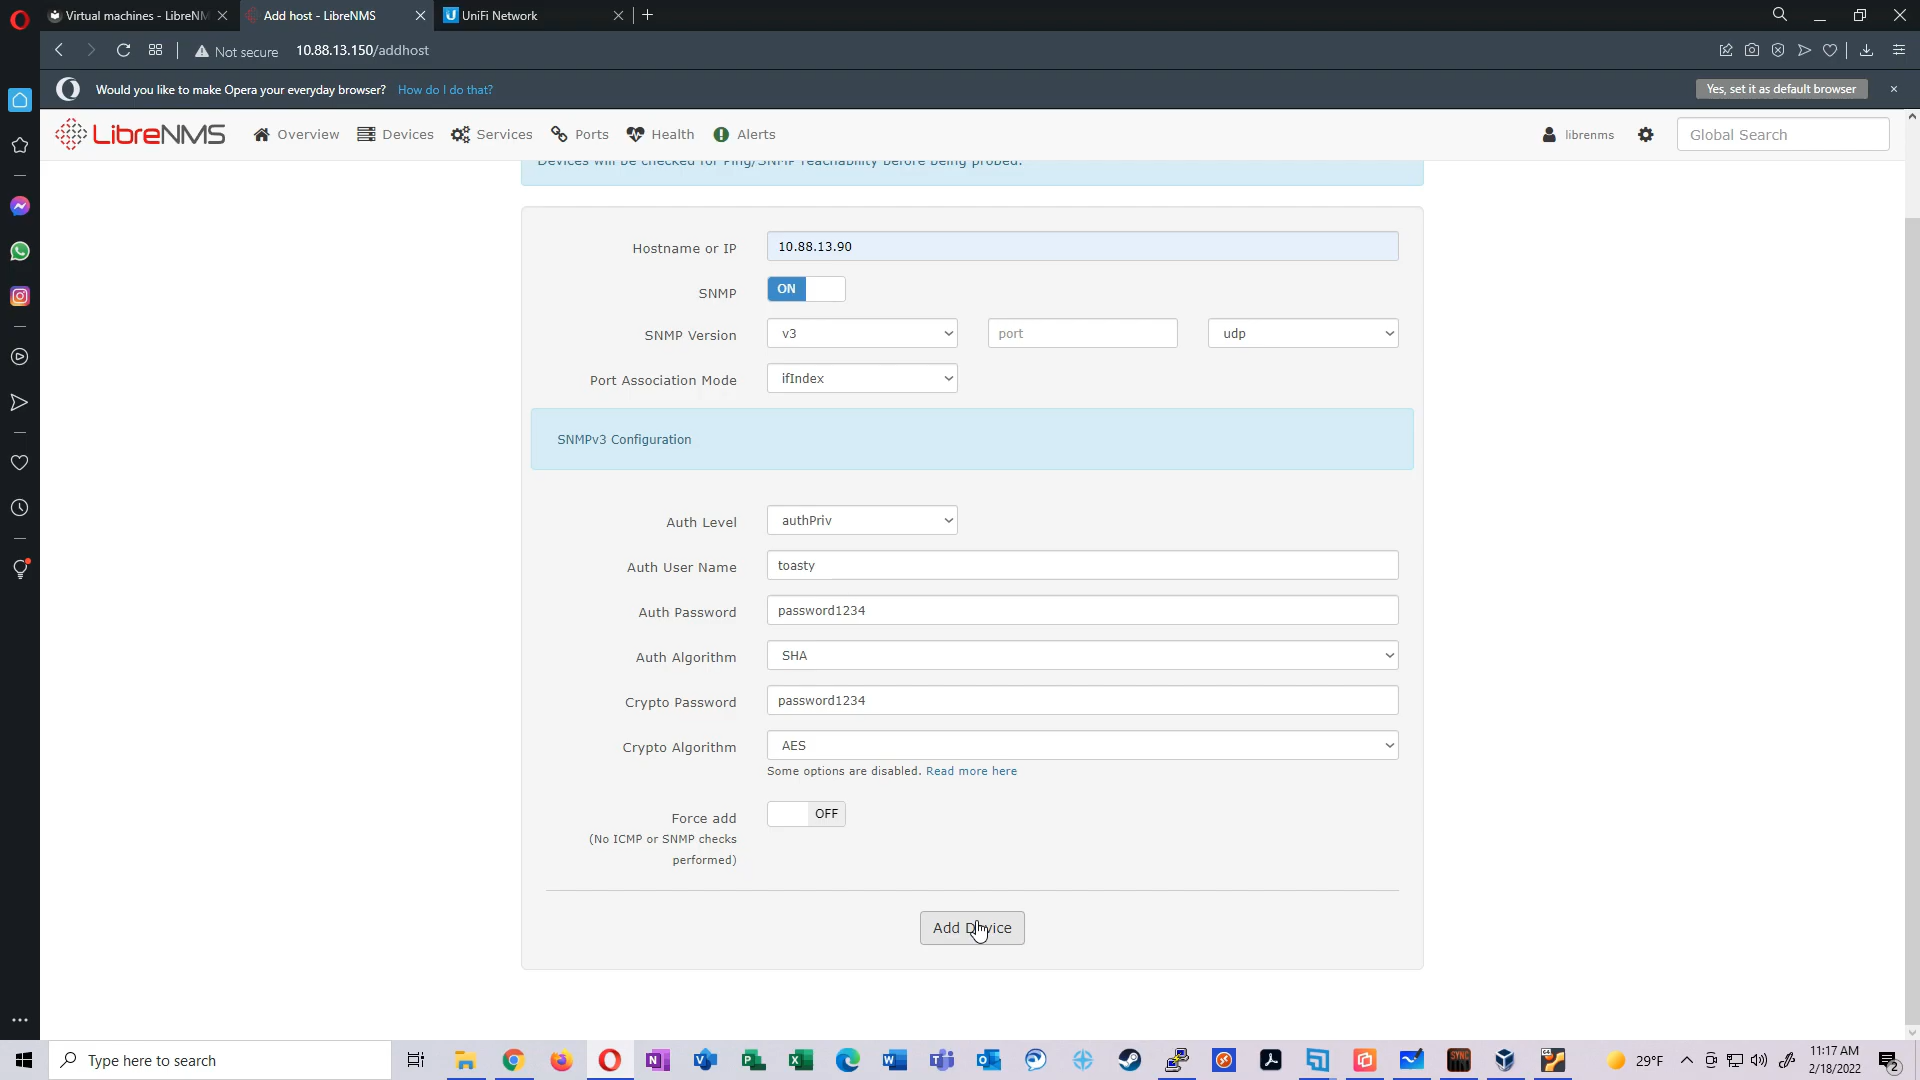 Virtual machines - LibreNM
Add host - LibreNMS
UniFi Network
Not secure
10.88.13.150/addhost
Would you like to make Opera your everyday browser?
How do I do that?
Yes, set it as default browser
LibreNMS
Overview
Devices
Services
Ports
Health
Alerts
librenms
Global Search
Devices will be checked for Ping/SNMP reachability before being probed.
Hostname or IP
10.88.13.90
SNMP
ON
SNMP Version
v3
port
udp
Port Association Mode
ifIndex
SNMPv3 Configuration
Auth Level
authPriv
Auth User Name
toasty
Auth Password
password1234
Auth Algorithm
SHA
Crypto Password
password1234
Crypto Algorithm
AES
Some options are disabled. Read more here
Force add
OFF
(No ICMP or SNMP checks
performed)
Add Device
Type here to search
29°F
11:17 AM
2/18/2022
2